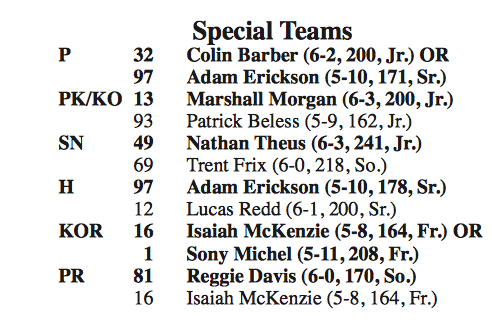 Special Teams
P 32 Colin Barber (6-2, 200, Jr.) OR
97 Adam Erickson (5-10, 171, Sr.)
PK/KO 13 Marshall Morgan (6-3, 200, Jr.)
93 Patrick Beless (5-9, 162, Jr.)
SN 49 Nathan Theus (6-3, 241, Jr.)
69 Trent Frix (6-0, 218, So.)
H 97 Adam Erickson (5-10, 178, Sr.)
12 Lucas Redd (6-1, 200, Sr.)
KOR 16 Isaiah McKenzie (5-8, 164, Fr.) OR
1 Sony Michel (5-11, 208, Fr.)
PR 81 Reggie Davis (6-0, 170, So.)
16 Isaiah McKenzie (5-8, 164, Fr.)